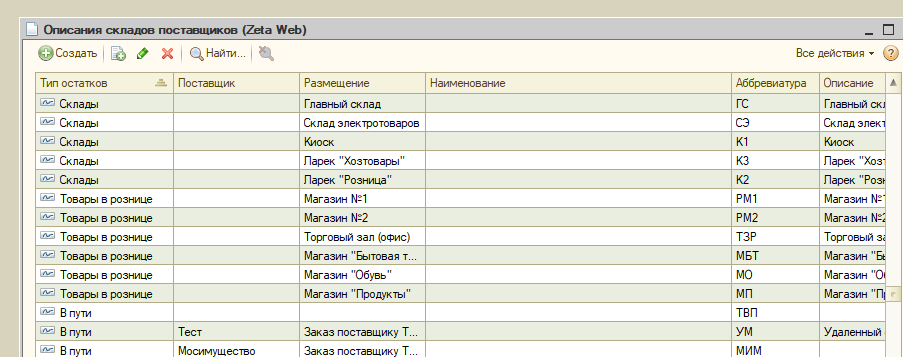 Описания складов поставщиков (Zeta Web)
Создать Найти... Все действия
Тип остатков Поставщик Размещение Наименование Аббревиатура Описание
Склады Главный склад ГС Главный скл
Склады Склад электротоваров СЭ Склад элект
Склады Киоск К1 Киоск
Склады Ларек "Хозтовары" К3 Ларек "Хозт
Склады Ларек "Розница" К2 Ларек "Розн
Товары в рознице Магазин №1 РМ1 Магазин №1
Товары в рознице Магазин №2 РМ2 Магазин №2
Товары в рознице Торговый зал (офис) ТЗР Торговый за
Товары в рознице Магазин "Бытовая т... МБТ Магазин "Бы
Товары в рознице Магазин "Обувь" МО Магазин "Об
Товары в рознице Магазин "Продукты" МП Магазин "Пр
В пути ТВП
В пути Тест Заказ поставщику Т... УМ Удаленный
В пути Мосимущество Заказ поставщику Т... МИМ